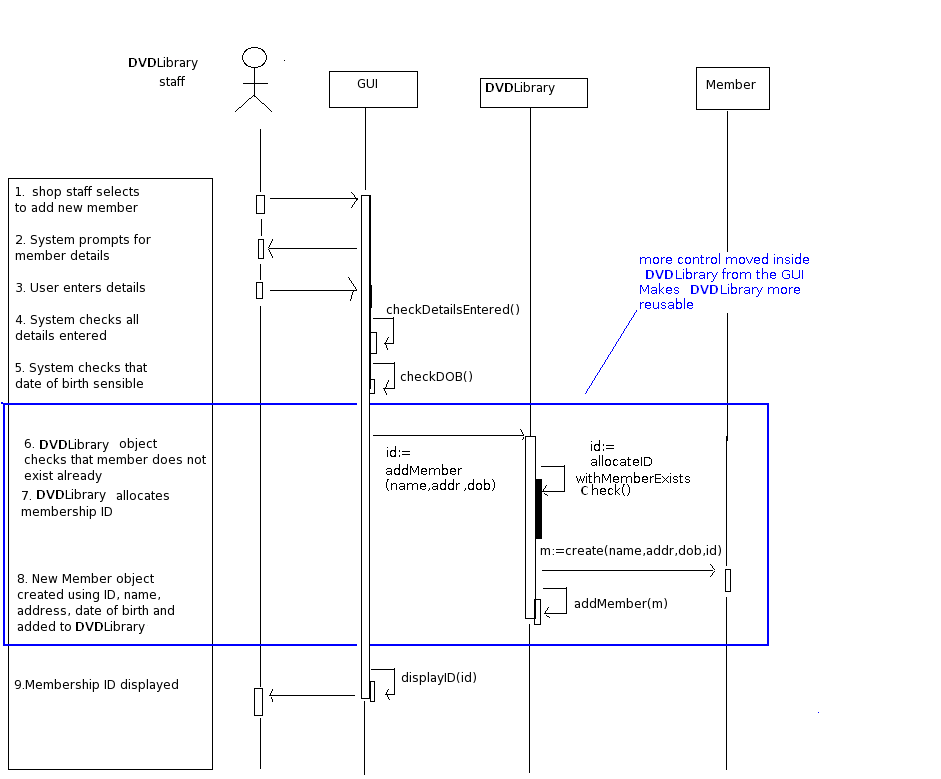 DVDLibrary
staff
GUI
DVDLibrary
Member
1. shop staff selects
to add new member
2. System prompts for
member details
3. User enters details
4. System checks all
details entered
5. System checks that
date of birth sensible
6. DVDLibrary object
checks that member does not
exist already
7. DVDLibrary allocates
membership ID
8. New Member object
created using ID, name,
address, date of birth and
added to DVDLibrary
9.Membership ID displayed
more control moved inside
DVDLibrary from the GUI
Makes DVDLibrary more
reusable
checkDetailsEntered()
checkDOB()
id:=
addMember
(name,addr ,dob)
id:=
allocateID
withMemberExists
Check()
m:=create(name,addr,dob,id)
addMember(m)
displayID(id)